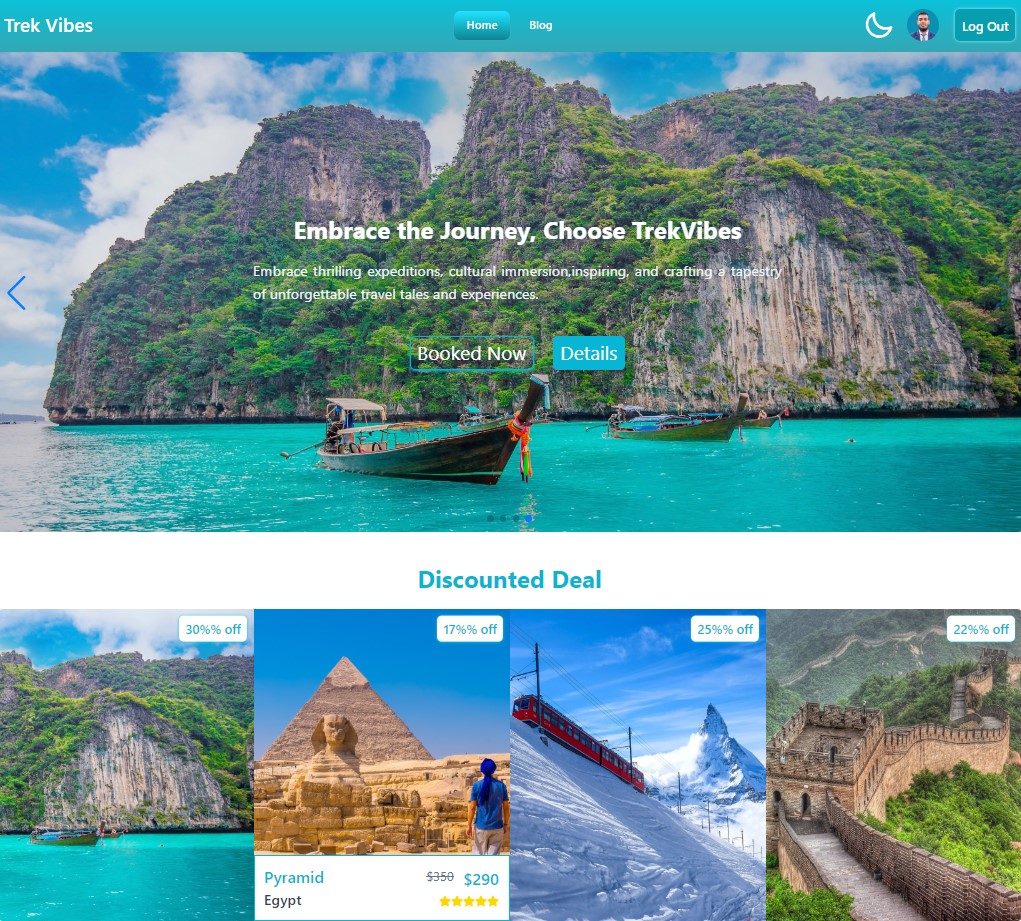 Trek Vibes
Home
Blog
Log Out
Embrace the Journey, Choose TrekVibes
Embrace thrilling expeditions, cultural immersion,inspiring, and crafting a tapestry
of unforgettable travel tales and experiences.
Booked Now
Details
Discounted Deal
30%% off
17%% off
25%% off
22%% off
Pyramid
$350
$290
Egypt